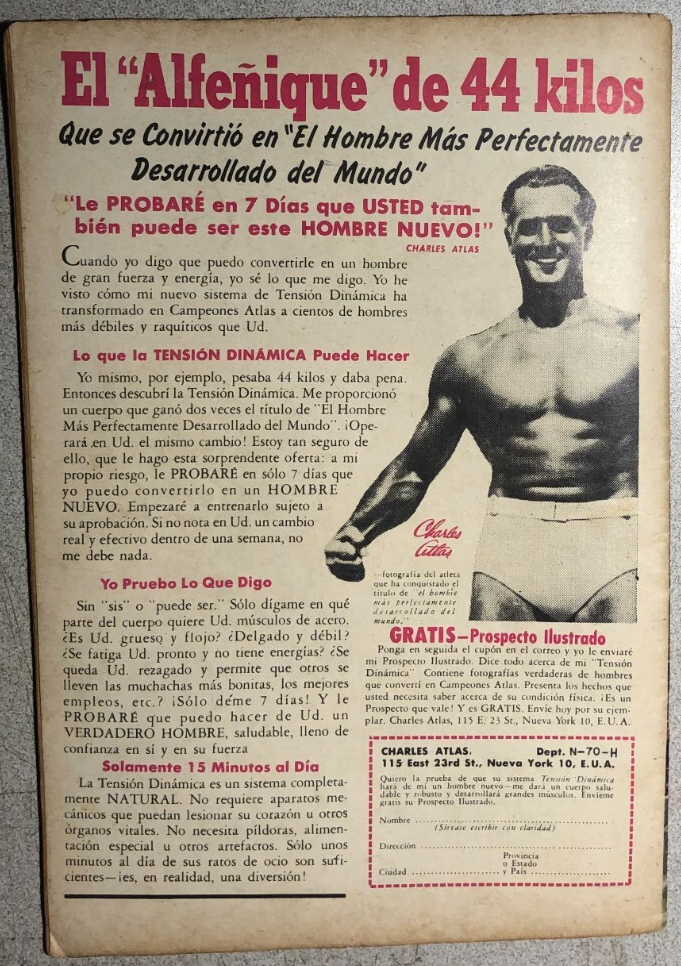 El "Alfeñique" de 44 kilos
Que se Convirtió en "El Hombre Más Perfectamente
Desarrollado del Mundo"
"Le PROBARÉ en 7 Días que USTED tam-
bién puede ser este HOMBRE NUEVO!"
CHARLES ATLAS
Cuando yo digo que puedo convertirle en un hombre
de gran fuerza y energía, yo sé lo que me digo. Yo he
visto cómo mi nuevo sistema de Tensión Dinámica ha
transformado en Campeones Atlas a cientos de hombres
más débiles y raquíticos que Ud.
Lo que la TENSIÓN DINÁMICA Puede Hacer
Yo mismo, por ejemplo, pesaba 44 kilos y daba pena.
Entonces descubrí la Tensión Dinámica. Me proporcionó
un cuerpo que ganó dos veces el título de "El Hombre
Más Perfectamente Desarrollado del Mundo". ¡Ope-
rará en Ud. el mismo cambio! Estoy tan seguro de
ello, que le hago esta sorprendente oferta: a mi
propio riesgo, le PROBARÉ en sólo 7 días que
yo puedo convertirlo en un HOMBRE
NUEVO. Empezaré a entrenarlo sujeto a
su aprobación. Si no nota en Ud. un cambio
real y efectivo dentro de una semana, no
me debe nada.
Yo Pruebo Lo Que Digo
Sin "sis" o "puede ser." Sólo dígame en qué
parte del cuerpo quiere Ud. músculos de acero.
¿Es Ud. grueso y flojo? ¿Delgado y débil?
¿Se fatiga Ud. pronto y no tiene energías? ¿Se
queda Ud. rezagado y permite que otros se
lleven las muchachas más bonitas, los mejores
empleos, etc.? ¡Sólo déme 7 días! Y le
PROBARÉ que puedo hacer de Ud. un
VERDADERO HOMBRE, saludable, lleno de
confianza en sí y en su fuerza
Solamente 15 Minutos al Día
La Tensión Dinámica es un sistema completa-
mente NATURAL. No requiere aparatos me-
cánicos que puedan lesionar su corazón u otros
órganos vitales. No necesita píldoras, alimen-
tación especial u otros artefactos. Sólo unos
minutos al día de sus ratos de ocio son sufi-
cientes—¡es, en realidad, una diversión!
Charles
Atlas
—fotografía del atleta
que ha conquistado el
título de "el hombre
más perfectamente
desarrollado del
mundo."
GRATIS—Prospecto Ilustrado
Ponga en seguida el cupón en el correo y yo le enviaré
mi Prospecto Ilustrado. Dice todo acerca de mi "Tensión
Dinámica" Contiene fotografías verdaderas de hombres
que convertí en Campeones Atlas. Presenta los hechos que
usted necesita saber acerca de su condición física. ¡Es un
Prospecto que vale! Y es GRATIS. Envíe hoy por su ejem-
plar. Charles Atlas, 115 E. 23 St., Nueva York 10, E.U.A.
CHARLES ATLAS. Dept. N-70-H
115 East 23rd St., Nueva York 10, E.U.A.
Quiero la prueba de que su sistema Tensión Dinámica
hará de mí un hombre nuevo—me dará un cuerpo salu-
dable y robusto y desarrollará grandes músculos. Envíeme
gratis su Prospecto Ilustrado.
Nombre
(Sírvase escribir con claridad)
Dirección
Provincia
o Estado
Ciudad y País